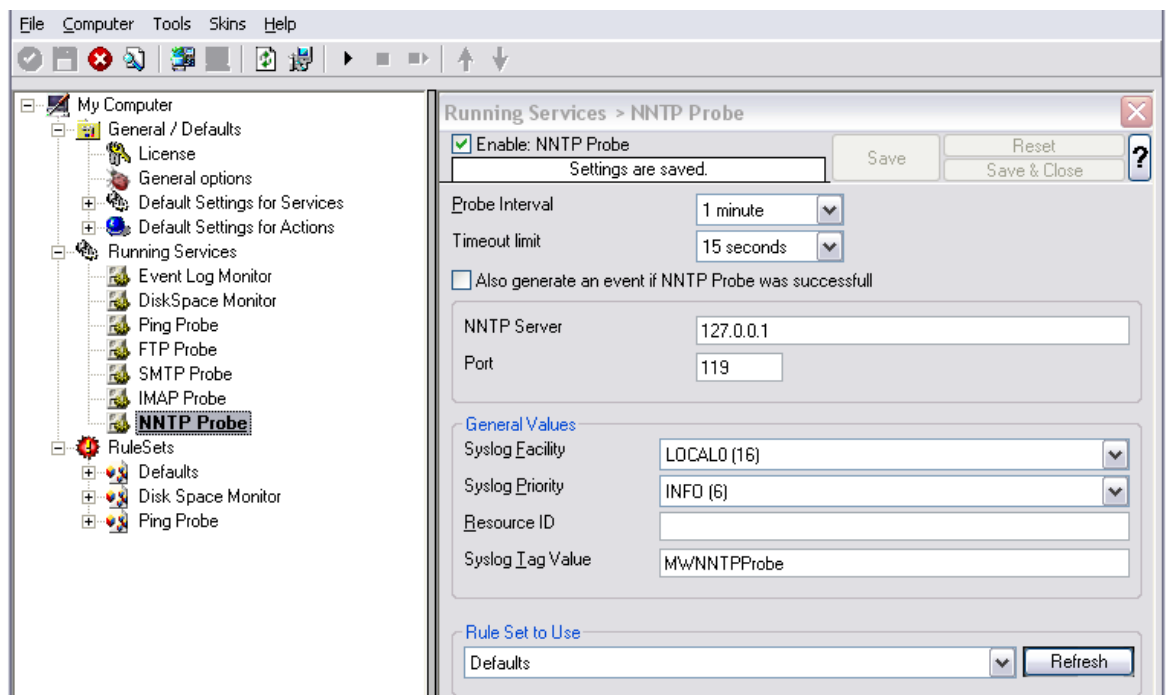 File Computer Tools Skins Help
My Computer
General / Defaults
License
General options
Default Settings for Services
Default Settings for Actions
Running Services
Event Log Monitor
DiskSpace Monitor
Ping Probe
FTP Probe
SMTP Probe
IMAP Probe
NNTP Probe
RuleSets
Defaults
Disk Space Monitor
Ping Probe
Running Services > NNTP Probe
Enable: NNTP Probe
Settings are saved.
Save
Reset
Save & Close
?
Probe Interval
1 minute
Timeout limit
15 seconds
Also generate an event if NNTP Probe was successfull
NNTP Server
127.0.0.1
Port
119
General Values
Syslog Facility
LOCAL0 (16)
Syslog Priority
INFO (6)
Resource ID
Syslog Tag Value
MWNNTPProbe
Rule Set to Use
Defaults
Refresh